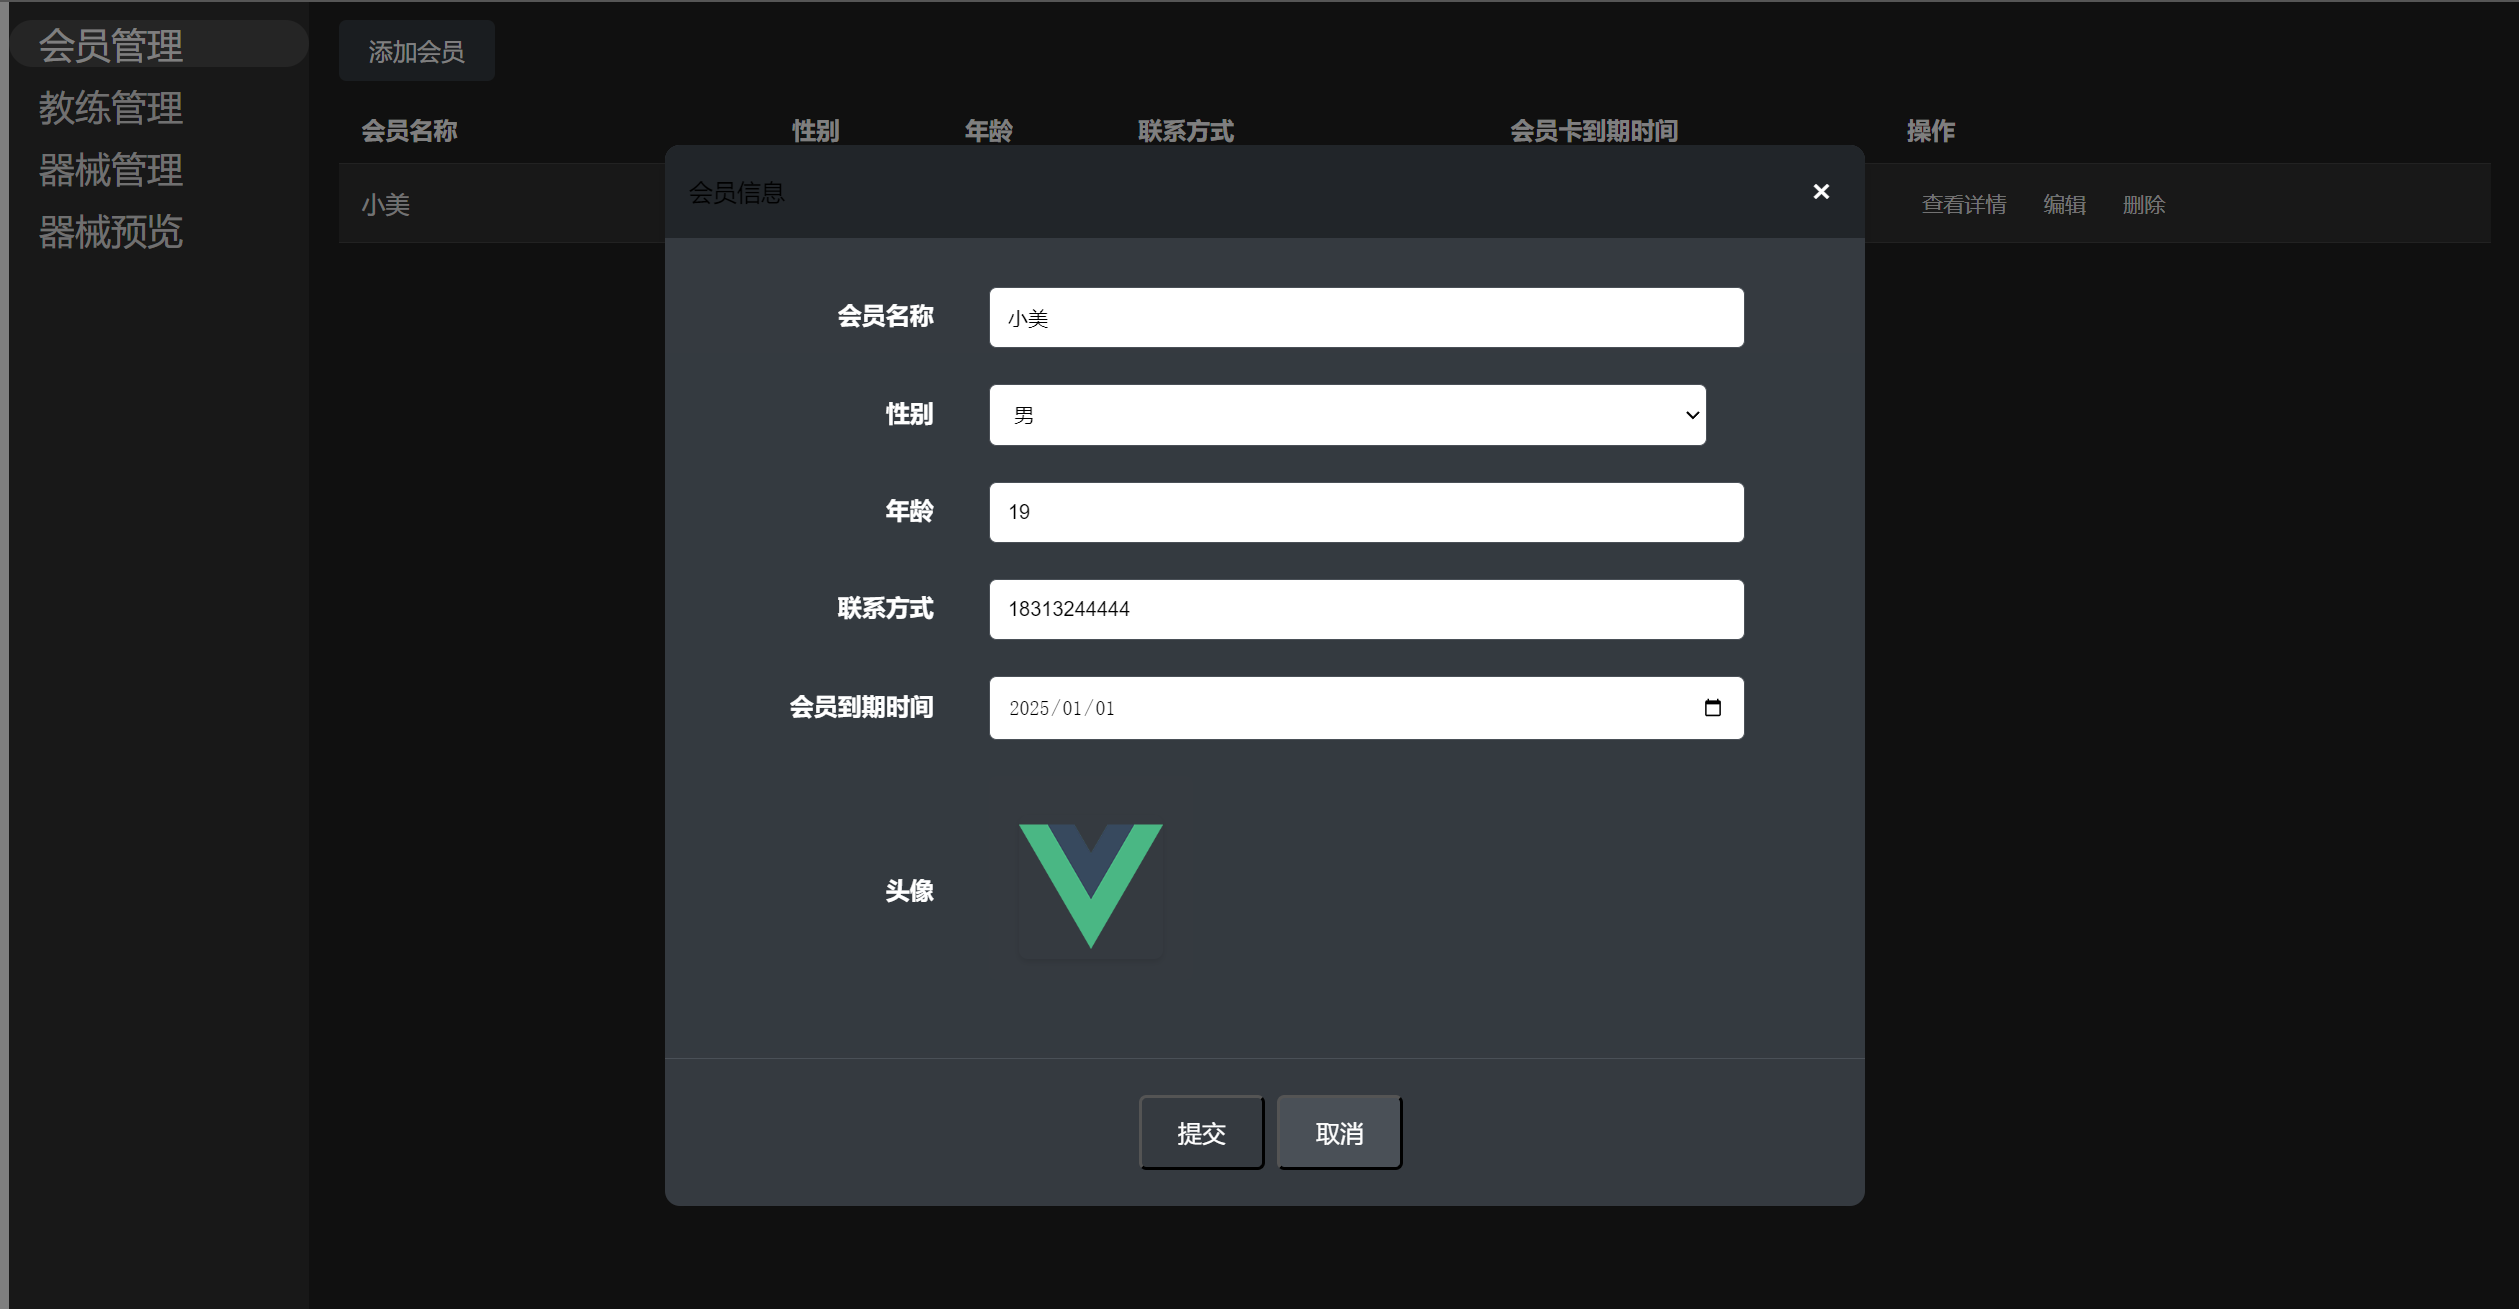 会员管理
教练管理
器械管理
器械预览
添加会员
会员名称 性别 年龄 联系方式 会员卡到期时间 操作
小美 查看详情 编辑 删除
会员信息 ×
会员名称 小美
性别 男
年龄 19
联系方式 18313244444
会员到期时间 2025/01/01
头像
提交 取消